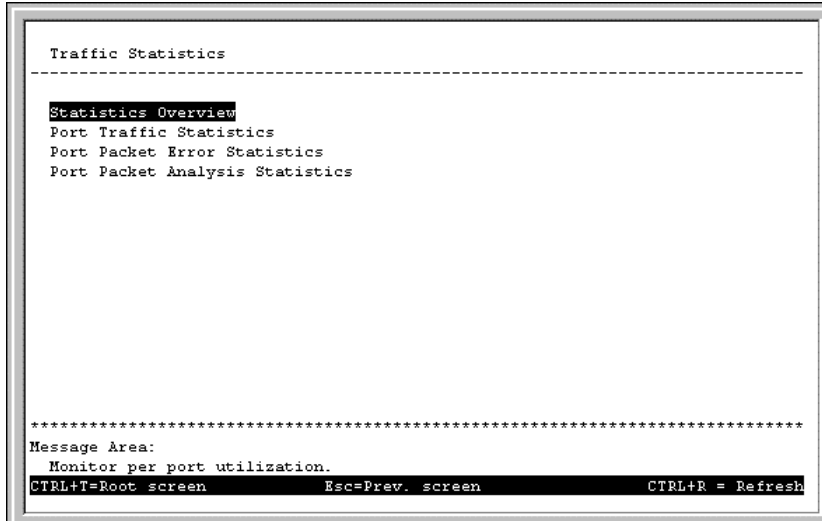 Traffic Statistics
--------------------------------------------------------------------------------
Statistics Overview
Port Traffic Statistics
Port Packet Error Statistics
Port Packet Analysis Statistics
********************************************************************************
Message Area:
Monitor per port utilization.
CTRL+T=Root screen Esc=Prev. screen CTRL+R = Refresh